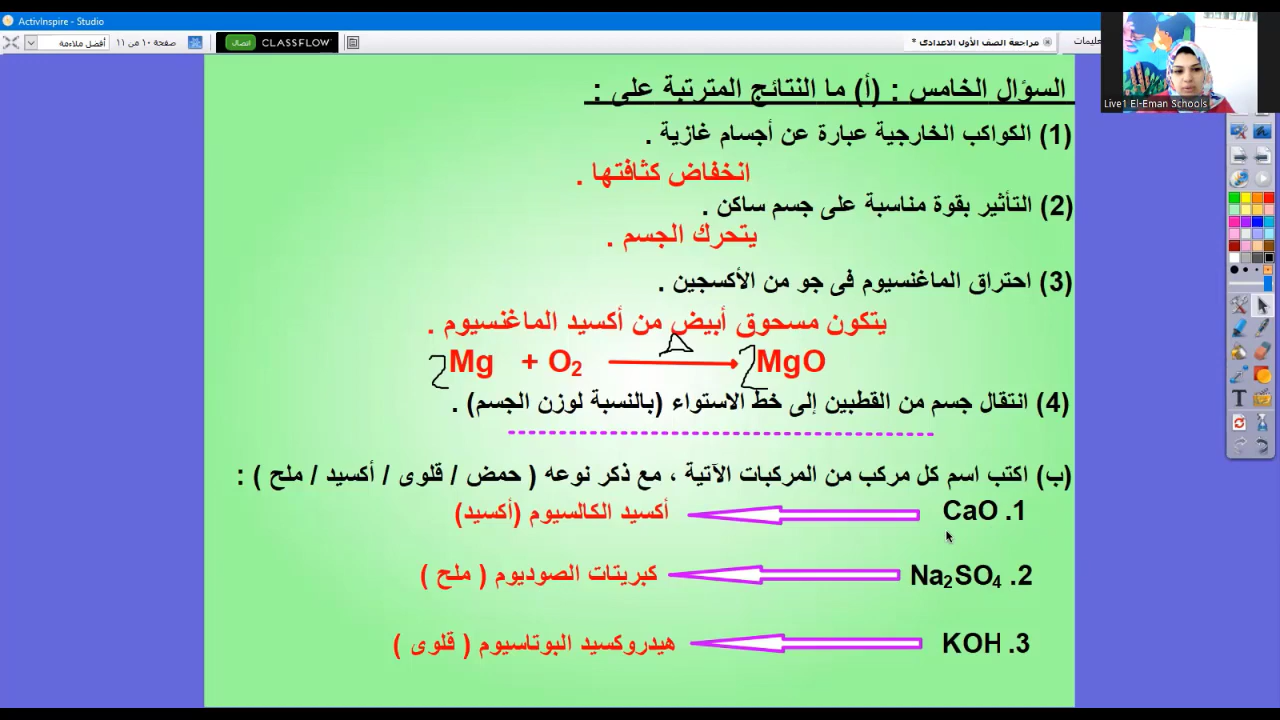 ActivInspire - Studio
أفضل ملاءمة
صفحة ١٠ من ١١
اتصال CLASSFLOW
مراجعة الصف الأول الاعدادى *
Live1 El-Eman Schools
السؤال الخامس : (أ) ما النتائج المترتبة على :
(1) الكواكب الخارجية عبارة عن أجسام غازية .
انخفاض كثافتها .
(2) التأثير بقوة مناسبة على جسم ساكن .
يتحرك الجسم .
(3) احتراق الماغنسيوم فى جو من الأكسجين .
يتكون مسحوق أبيض من أكسيد الماغنسيوم .
Δ
2Mg + O₂ → 2MgO
(4) انتقال جسم من القطبين إلى خط الاستواء (بالنسبة لوزن الجسم) .
(ب) اكتب اسم كل مركب من المركبات الآتية ، مع ذكر نوعه ( حمض / قلوى / أكسيد / ملح ) :
1. CaO أكسيد الكالسيوم (أكسيد)
2. Na₂SO₄ كبريتات الصوديوم ( ملح )
3. KOH هيدروكسيد البوتاسيوم ( قلوى )